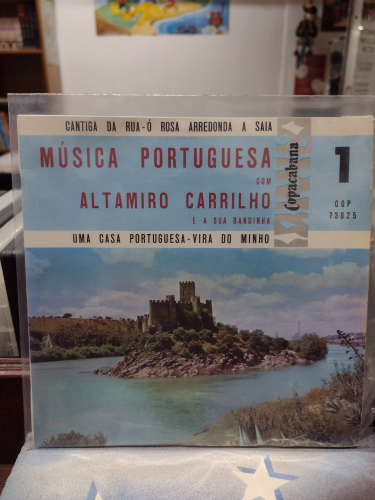 CANTIGA DA RUA-Ó ROSA ARREDONDA A SAIA
MÚSICA PORTUGUESA
COM
ALTAMIRO CARRILHO
E A SUA BANDINHA
UMA CASA PORTUGUESA-VIRA DO MINHO
Copacabana
1
COP
73025